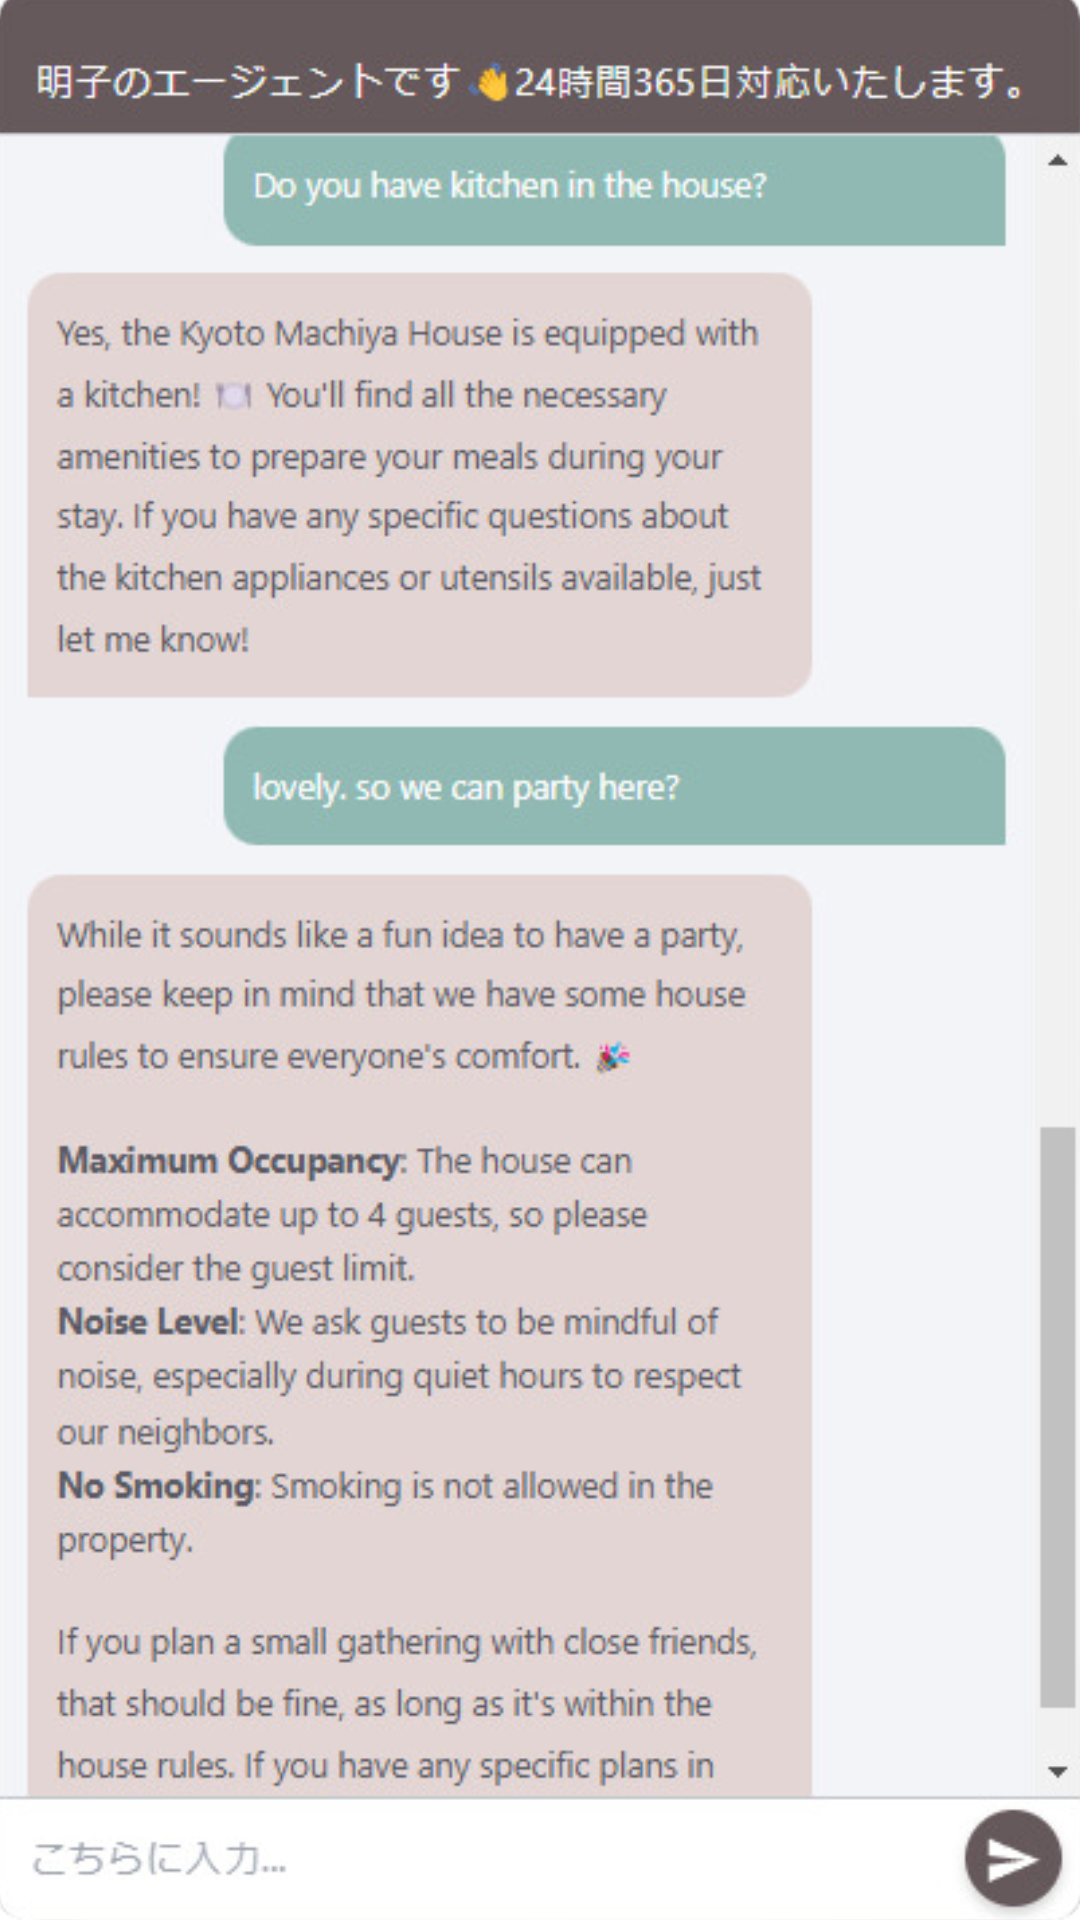 明子のエージェントです👋24時間365日対応いたします。
Do you have kitchen in the house?
Yes, the Kyoto Machiya House is equipped with
a kitchen! 🍽️ You'll find all the necessary
amenities to prepare your meals during your
stay. If you have any specific questions about
the kitchen appliances or utensils available, just
let me know!
lovely. so we can party here?
While it sounds like a fun idea to have a party,
please keep in mind that we have some house
rules to ensure everyone's comfort. 🎉
Maximum Occupancy: The house can
accommodate up to 4 guests, so please
consider the guest limit.
Noise Level: We ask guests to be mindful of
noise, especially during quiet hours to respect
our neighbors.
No Smoking: Smoking is not allowed in the
property.
If you plan a small gathering with close friends,
that should be fine, as long as it's within the
house rules. If you have any specific plans in
こちらに入力...